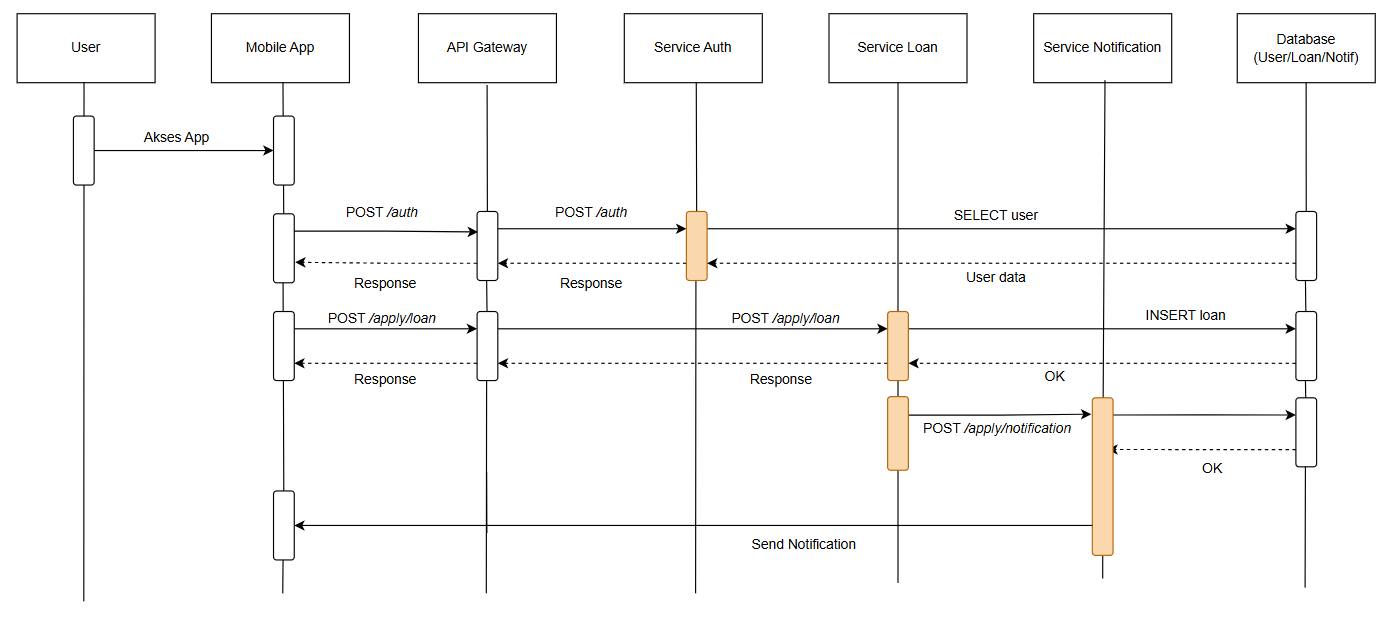 User
Mobile App
API Gateway
Service Auth
Service Loan
Service Notification
Database
(User/Loan/Notif)
Akses App
POST /auth
POST /auth
SELECT user
Response
Response
User data
POST /apply/loan
POST /apply/loan
INSERT loan
Response
Response
OK
POST /apply/notification
OK
Send Notification